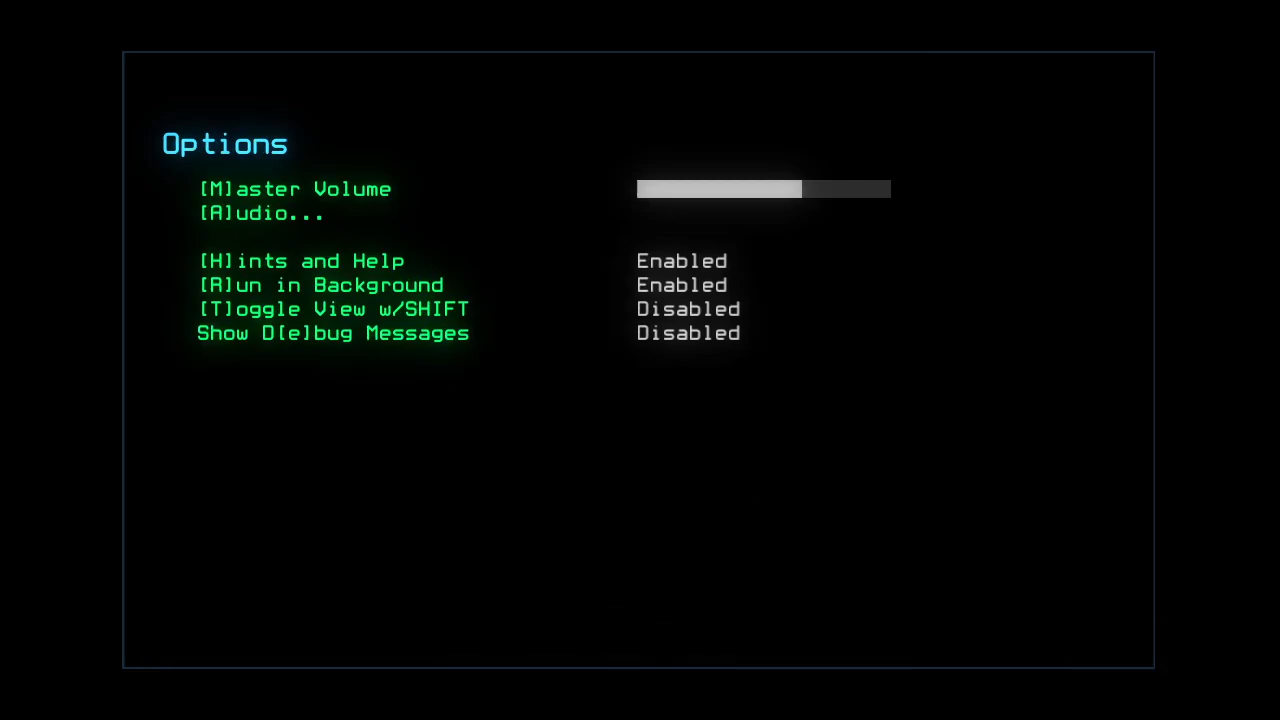 Options
[M]aster Volume
[A]udio...
[H]ints and Help Enabled
[R]un in Background Enabled
[T]oggle View w/SHIFT Disabled
Show D[e]bug Messages Disabled